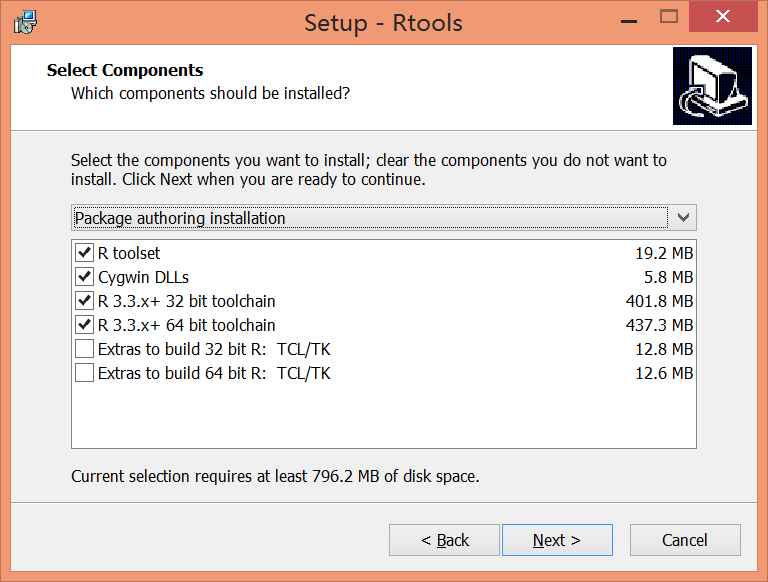 Setup - Rtools
Select Components
Which components should be installed?
Select the components you want to install; clear the components you do not want to
install. Click Next when you are ready to continue.
Package authoring installation
R toolset 19.2 MB
Cygwin DLLs 5.8 MB
R 3.3.x+ 32 bit toolchain 401.8 MB
R 3.3.x+ 64 bit toolchain 437.3 MB
Extras to build 32 bit R: TCL/TK 12.8 MB
Extras to build 64 bit R: TCL/TK 12.6 MB
Current selection requires at least 796.2 MB of disk space.
< Back Next > Cancel